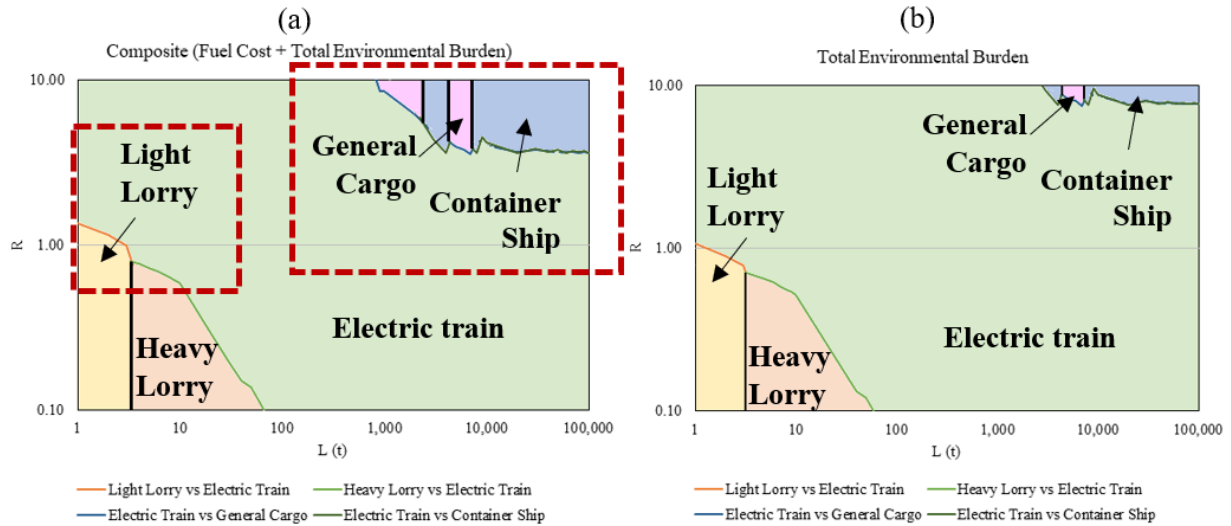 (a)
Composite (Fuel Cost + Total Environmental Burden)
10.00
1.00
0.10
R
Light
Lorry
Heavy
Lorry
General
Cargo
Container
Ship
Electric train
1
10
100
1,000
10,000
100,000
L (t)
Light Lorry vs Electric Train
Heavy Lorry vs Electric Train
Electric Train vs General Cargo
Electric Train vs Container Ship
(b)
Total Environmental Burden
10.00
1.00
0.10
R
Light
Lorry
Heavy
Lorry
General
Cargo
Container
Ship
Electric train
1
10
100
1,000
10,000
100,000
L (t)
Light Lorry vs Electric Train
Heavy Lorry vs Electric Train
Electric Train vs General Cargo
Electric Train vs Container Ship